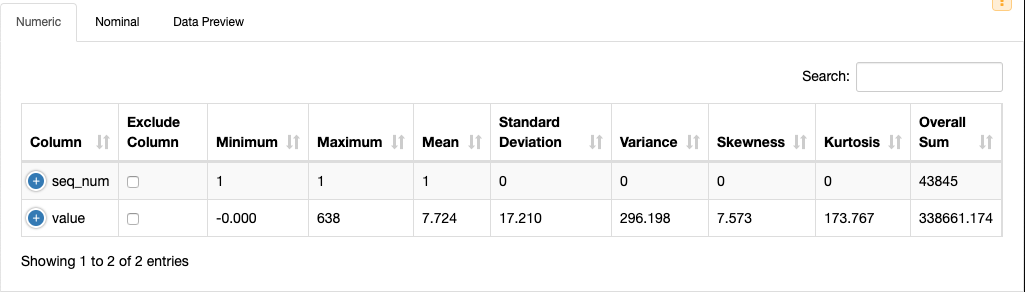 Numeric Nominal Data Preview
Search:
Column Exclude Column Minimum Maximum Mean Standard Deviation Variance Skewness Kurtosis Overall Sum
seq_num 1 1 1 0 0 0 0 43845
value -0.000 638 7.724 17.210 296.198 7.573 173.767 338661.174
Showing 1 to 2 of 2 entries